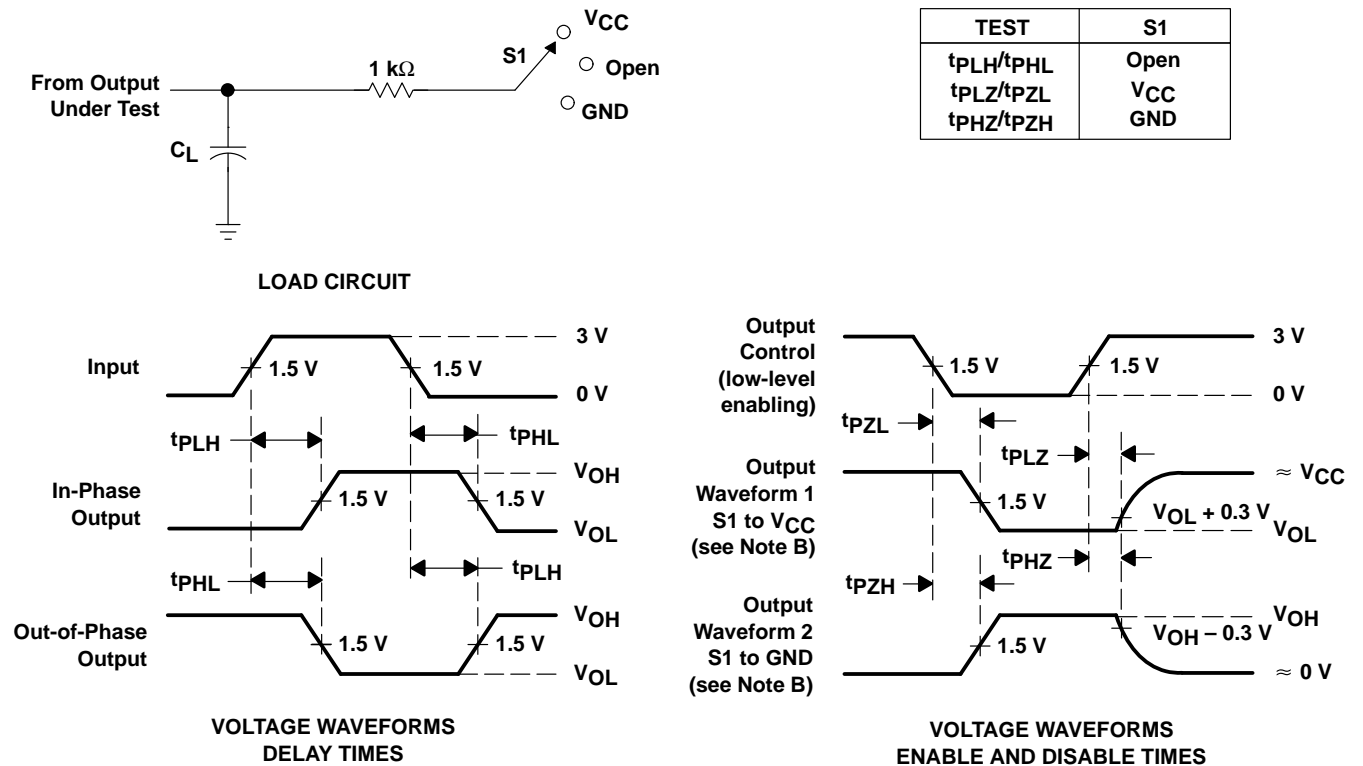 From Output
Under Test
CL
1 kΩ
S1
VCC
Open
GND
LOAD CIRCUIT
TEST S1
tPLH/tPHL Open
tPLZ/tPZL VCC
tPHZ/tPZH GND
Input
1.5 V
1.5 V
3 V
0 V
tPLH
tPHL
In-Phase
Output
1.5 V
1.5 V
VOH
VOL
tPHL
tPLH
Out-of-Phase
Output
1.5 V
1.5 V
VOH
VOL
VOLTAGE WAVEFORMS
DELAY TIMES
Output
Control
(low-level
enabling)
1.5 V
1.5 V
3 V
0 V
tPZL
tPLZ
Output
Waveform 1
S1 to VCC
(see Note B)
1.5 V
VOL + 0.3 V
≈ VCC
VOL
tPZH
tPHZ
Output
Waveform 2
S1 to GND
(see Note B)
1.5 V
VOH – 0.3 V
VOH
≈ 0 V
VOLTAGE WAVEFORMS
ENABLE AND DISABLE TIMES